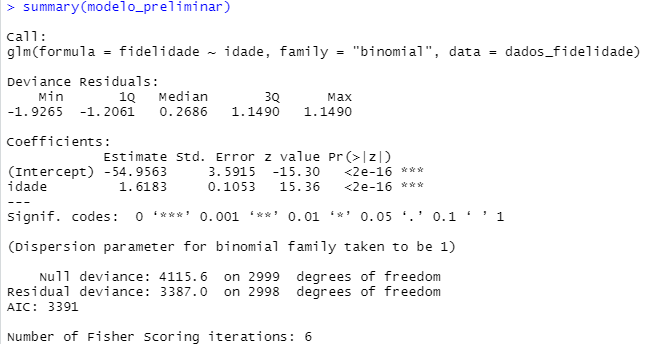 > summary(modelo_preliminar)
Call:
glm(formula = fidelidade ~ idade, family = "binomial", data = dados_fidelidade)
Deviance Residuals:
    Min       1Q   Median       3Q      Max
-1.9265  -1.2061   0.2686   1.1490   1.1490
Coefficients:
            Estimate Std. Error z value Pr(>|z|)
(Intercept) -54.9563     3.5915  -15.30   <2e-16 ***
idade         1.6183     0.1053   15.36   <2e-16 ***
---
Signif. codes:  0 ‘***’ 0.001 ‘**’ 0.01 ‘*’ 0.05 ‘.’ 0.1 ‘ ’ 1
(Dispersion parameter for binomial family taken to be 1)
    Null deviance: 4115.6  on 2999  degrees of freedom
Residual deviance: 3387.0  on 2998  degrees of freedom
AIC: 3391
Number of Fisher Scoring iterations: 6